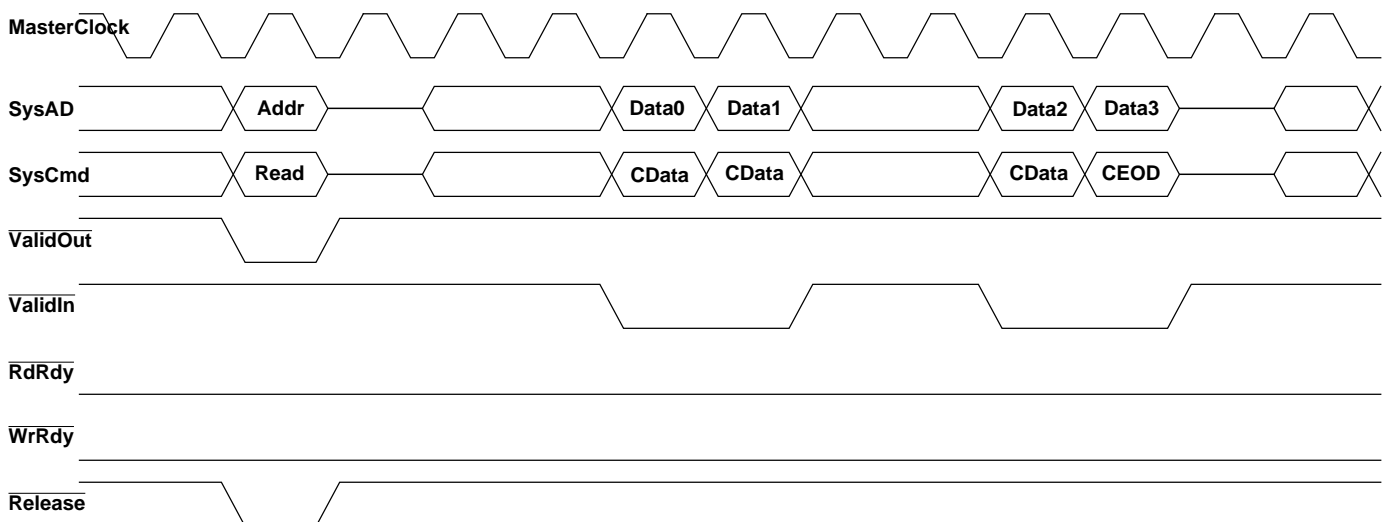 MasterClock
SysAD Addr Data0 Data1 Data2 Data3
SysCmd Read CData CData CData CEOD
ValidOut
ValidIn
RdRdy
WrRdy
Release